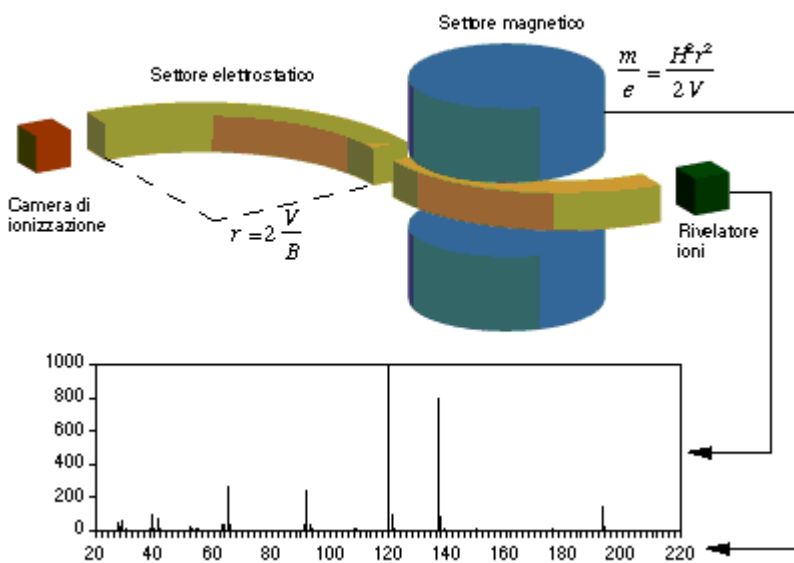 Settore magnetico
Settore elettrostatico
m/e = H²r²/2V
Camera di
ionizzazione
r = 2 V/B
Rivelatore
ioni
1000
800
600
400
200
0
20 40 60 80 100 120 140 160 180 200 220